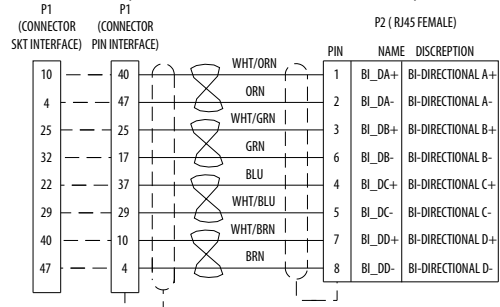 P1
(CONNECTOR
SKT INTERFACE)
P1
(CONNECTOR
PIN INTERFACE)
P2 ( RJ45 FEMALE)
PIN NAME DISCREPTION
10 40 WHT/ORN 1 BI_DA+ BI-DIRECTIONAL A+
4 47 ORN 2 BI_DA- BI-DIRECTIONAL A-
25 25 WHT/GRN 3 BI_DB+ BI-DIRECTIONAL B+
32 17 GRN 6 BI_DB- BI-DIRECTIONAL B-
22 37 BLU 4 BI_DC+ BI-DIRECTIONAL C+
29 29 WHT/BLU 5 BI_DC- BI-DIRECTIONAL C-
40 10 WHT/BRN 7 BI_DD+ BI-DIRECTIONAL D+
47 4 BRN 8 BI_DD- BI-DIRECTIONAL D-